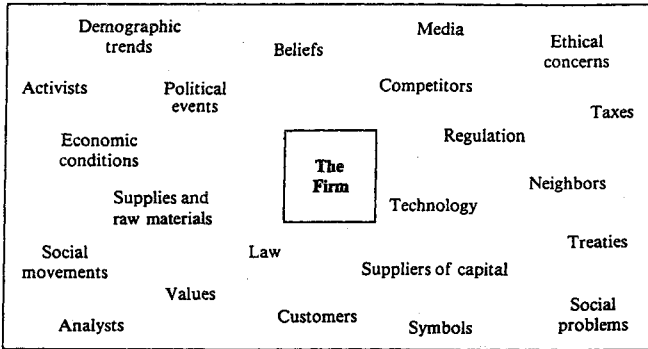 Demographic
trends
Beliefs
Media
Ethical
concerns
Activists
Political
events
Competitors
Taxes
Economic
conditions
Regulation
The
Firm
Neighbors
Supplies and
raw materials
Technology
Social
movements
Law
Treaties
Suppliers of capital
Values
Analysts
Customers
Symbols
Social
problems